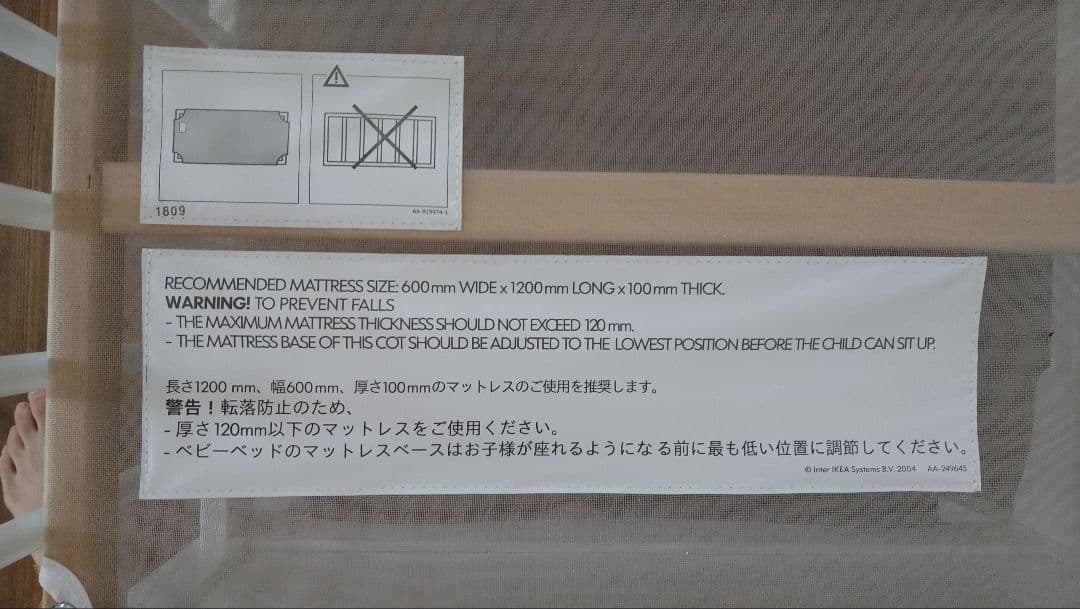 1809
AA-819974-1
RECOMMENDED MATTRESS SIZE: 600mm WIDE x 1200mm LONG x 100mm THICK.
WARNING! TO PREVENT FALLS
- THE MAXIMUM MATTRESS THICKNESS SHOULD NOT EXCEED 120 mm.
- THE MATTRESS BASE OF THIS COT SHOULD BE ADJUSTED TO THE LOWEST POSITION BEFORE THE CHILD CAN SIT UP.
長さ1200 mm、幅600mm、厚さ100mmのマットレスのご使用を推奨します。
警告！転落防止のため、
- 厚さ120mm以下のマットレスをご使用ください。
- ベビーベッドのマットレスベースはお子様が座れるようになる前に最も低い位置に調節してください。
© Inter IKEA Systems B.V. 2004 AA-249645